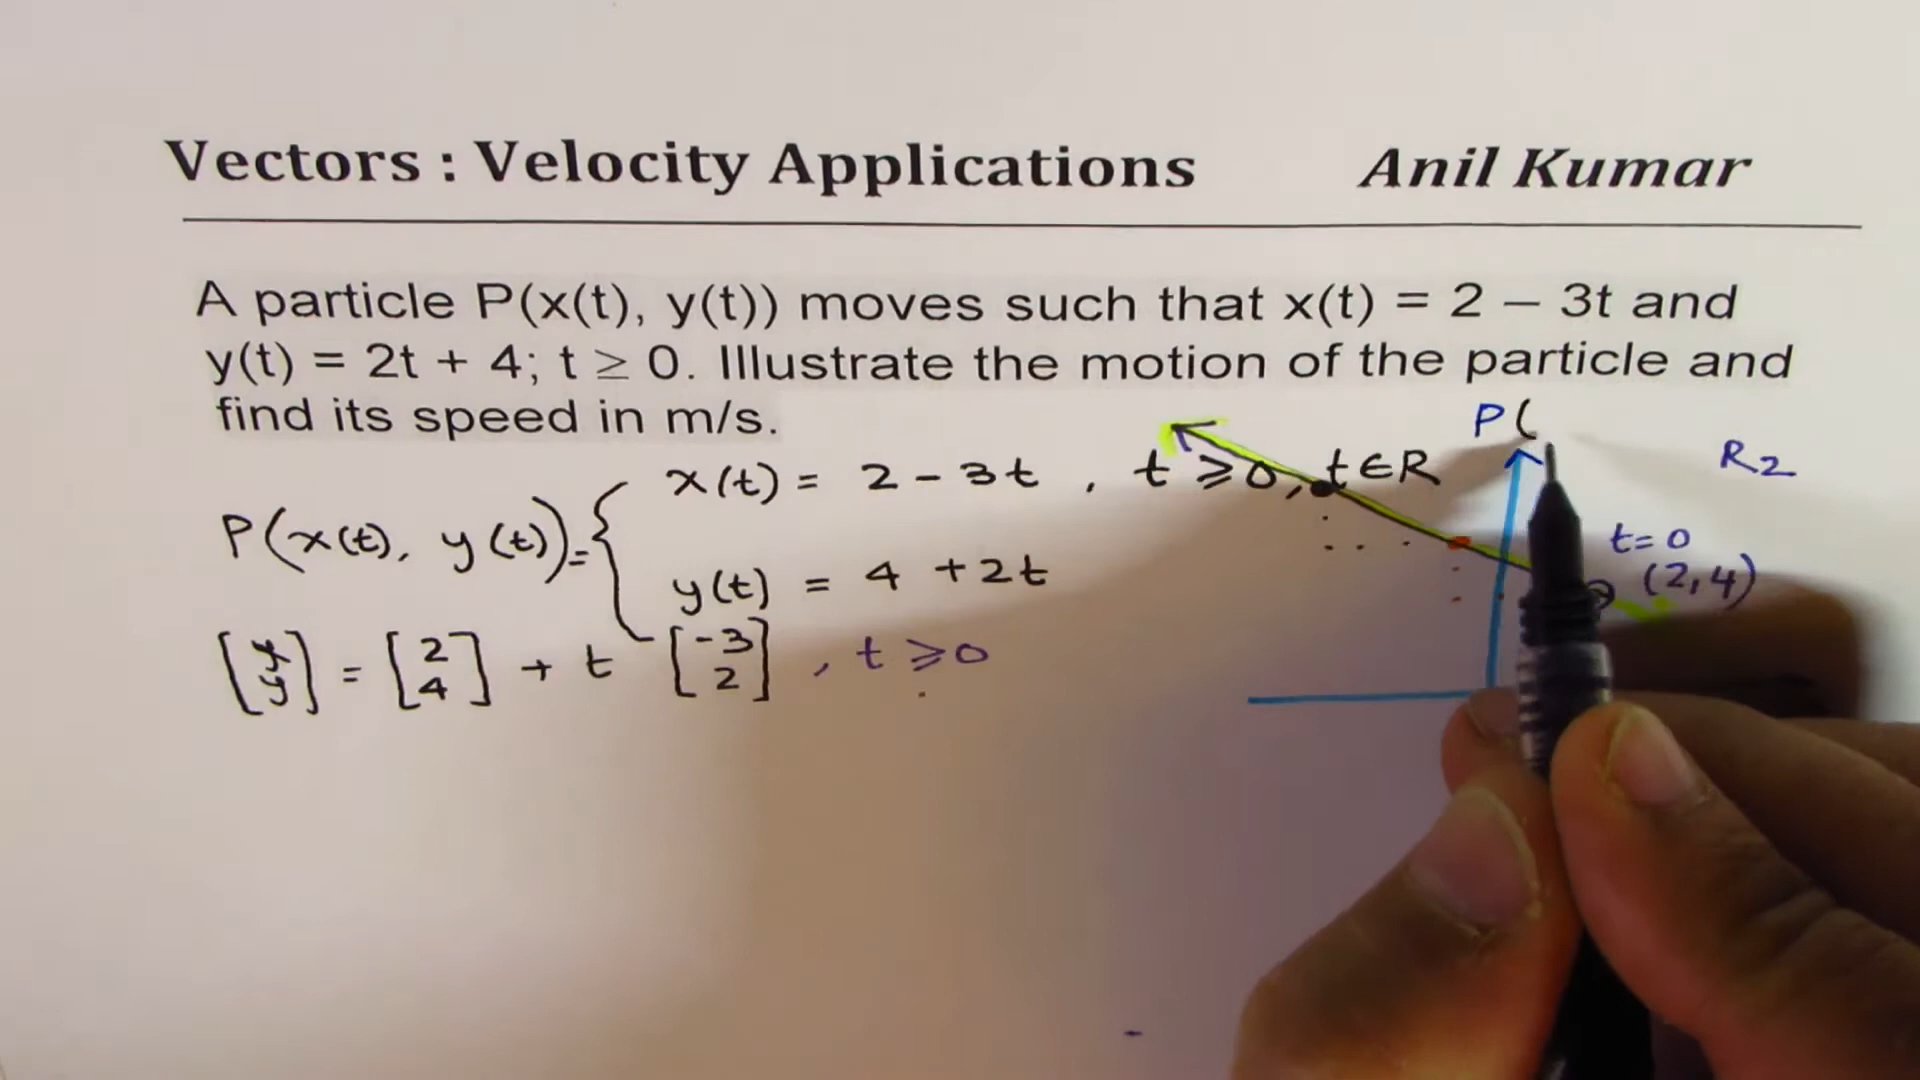 Vectors : Velocity Applications Anil Kumar
A particle P(x(t), y(t)) moves such that x(t) = 2 – 3t and
y(t) = 2t + 4; t ≥ 0. Illustrate the motion of the particle and
find its speed in m/s.
P(
R2
x(t) = 2 - 3t , t ≥ 0, t ∈ R
P(x(t), y(t)) = {
t = 0
y(t) = 4 + 2t
(2,4)
[x y] = [2 4] + t [-3 2] , t ≥ 0